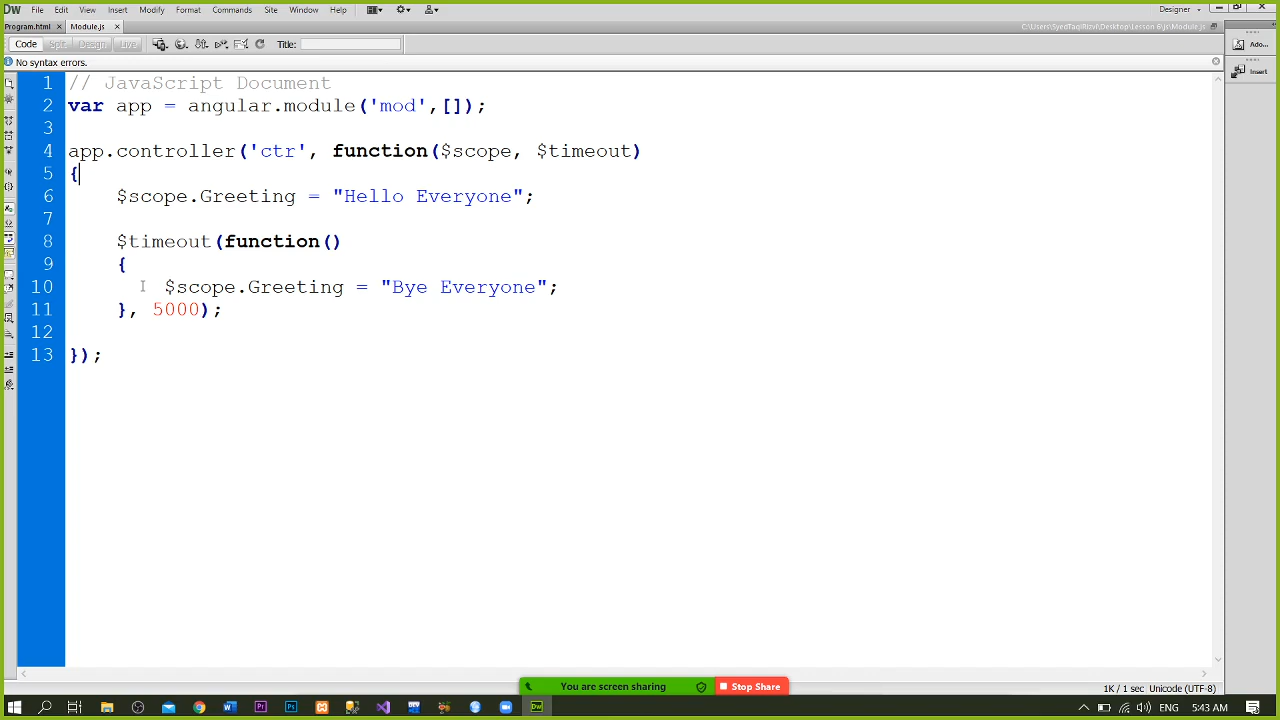 Dw File Edit View Insert Modify Format Commands Site Window Help Designer
Program.html Module.js C:\Users\SyedTaqiRizvi\Desktop\Lesson 6\js\Module.js
Code Split Design Live Title: Ado...
No syntax errors. Insert
1 // JavaScript Document
2 var app = angular.module('mod',[]);
3
4 app.controller('ctr', function($scope, $timeout)
5 {
6 $scope.Greeting = "Hello Everyone";
7
8 $timeout(function()
9 {
10 $scope.Greeting = "Bye Everyone";
11 }, 5000);
12
13 });
You are screen sharing Stop Share
1K / 1 sec Unicode (UTF-8)
ENG 5:43 AM